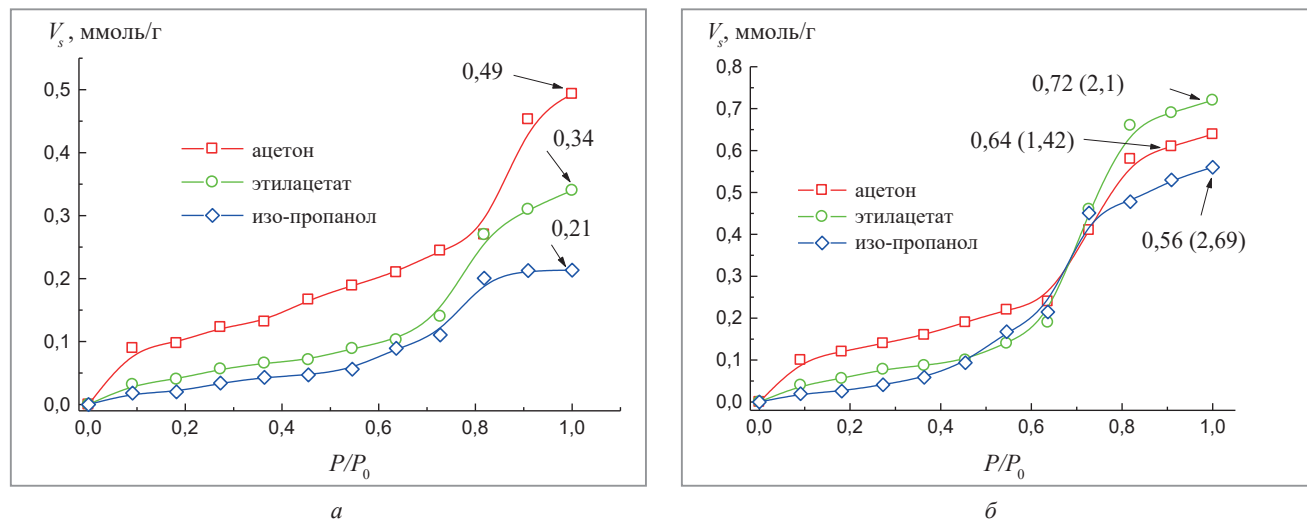 V_s, ммоль/г
0,5
0,4
0,3
0,2
0,1
0,0
0,0 0,2 0,4 0,6 0,8 1,0
P/P_0
ацетон
этилацетат
изо-пропанол
0,49
0,34
0,21
а
V_s, ммоль/г
0,8
0,7
0,6
0,5
0,4
0,3
0,2
0,1
0,0
0,0 0,2 0,4 0,6 0,8 1,0
P/P_0
ацетон
этилацетат
изо-пропанол
0,72 (2,1)
0,64 (1,42)
0,56 (2,69)
б